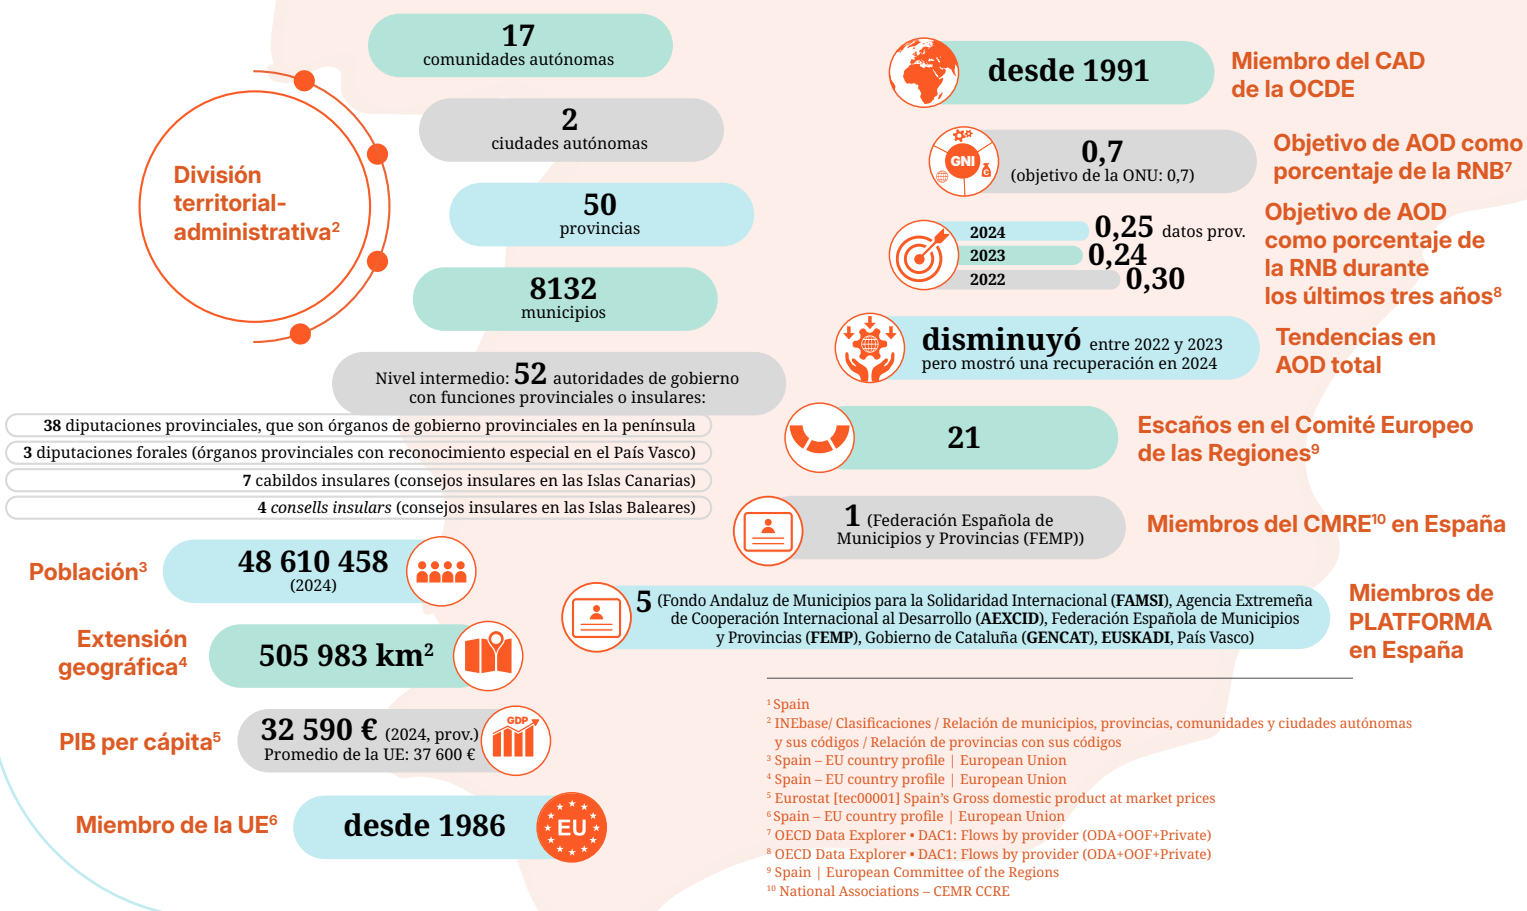 División
territorial-
administrativa²
17
comunidades autónomas
2
ciudades autónomas
50
provincias
8132
municipios
Nivel intermedio: 52 autoridades de gobierno
con funciones provinciales o insulares:
38 diputaciones provinciales, que son órganos de gobierno provinciales en la península
3 diputaciones forales (órganos provinciales con reconocimiento especial en el País Vasco)
7 cabildos insulares (consejos insulares en las Islas Canarias)
4 consells insulars (consejos insulares en las Islas Baleares)
Población³
48 610 458
(2024)
Extensión
geográfica⁴
505 983 km²
PIB per cápita⁵
32 590 € (2024, prov.)
Promedio de la UE: 37 600 €
GDP
Miembro de la UE⁶
desde 1986
EU
desde 1991
Miembro del CAD
de la OCDE
GNI
0,7
(objetivo de la ONU: 0,7)
Objetivo de AOD como
porcentaje de la RNB⁷
2024 0,25 datos prov.
2023 0,24
2022 0,30
Objetivo de AOD
como porcentaje de
la RNB durante
los últimos tres años⁸
disminuyó entre 2022 y 2023
pero mostró una recuperación en 2024
Tendencias en
AOD total
21
Escaños en el Comité Europeo
de las Regiones⁹
1 (Federación Española de
Municipios y Provincias (FEMP))
Miembros del CMRE¹⁰ en España
5 (Fondo Andaluz de Municipios para la Solidaridad Internacional (FAMSI), Agencia Extremeña
de Cooperación Internacional al Desarrollo (AEXCID), Federación Española de Municipios
y Provincias (FEMP), Gobierno de Cataluña (GENCAT), EUSKADI, País Vasco)
Miembros de
PLATFORMA
en España
¹ Spain
² INEbase/ Clasificaciones / Relación de municipios, provincias, comunidades y ciudades autónomas
y sus códigos / Relación de provincias con sus códigos
³ Spain – EU country profile | European Union
⁴ Spain – EU country profile | European Union
⁵ Eurostat [tec00001] Spain's Gross domestic product at market prices
⁶ Spain – EU country profile | European Union
⁷ OECD Data Explorer • DAC1: Flows by provider (ODA+OOF+Private)
⁸ OECD Data Explorer • DAC1: Flows by provider (ODA+OOF+Private)
⁹ Spain | European Committee of the Regions
¹⁰ National Associations – CEMR CCRE